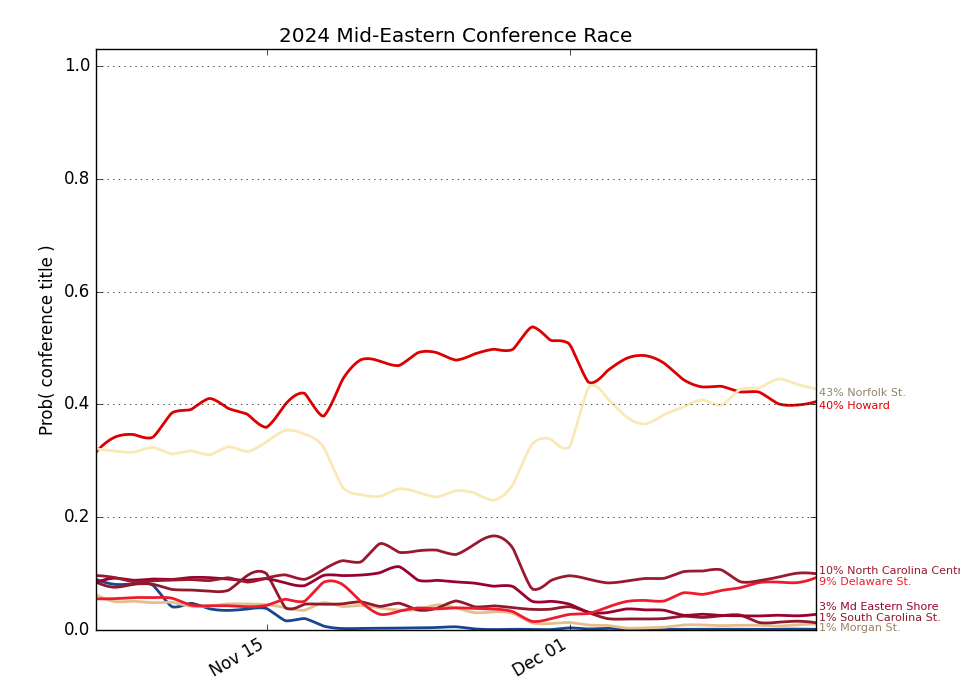 2024 Mid-Eastern Conference Race
1.0
0.8
0.6
0.4
0.2
0.0
Prob( conference title )
Nov 15
Dec 01
43% Norfolk St.
40% Howard
10% North Carolina Centr
9% Delaware St.
3% Md Eastern Shore
1% South Carolina St.
1% Morgan St.